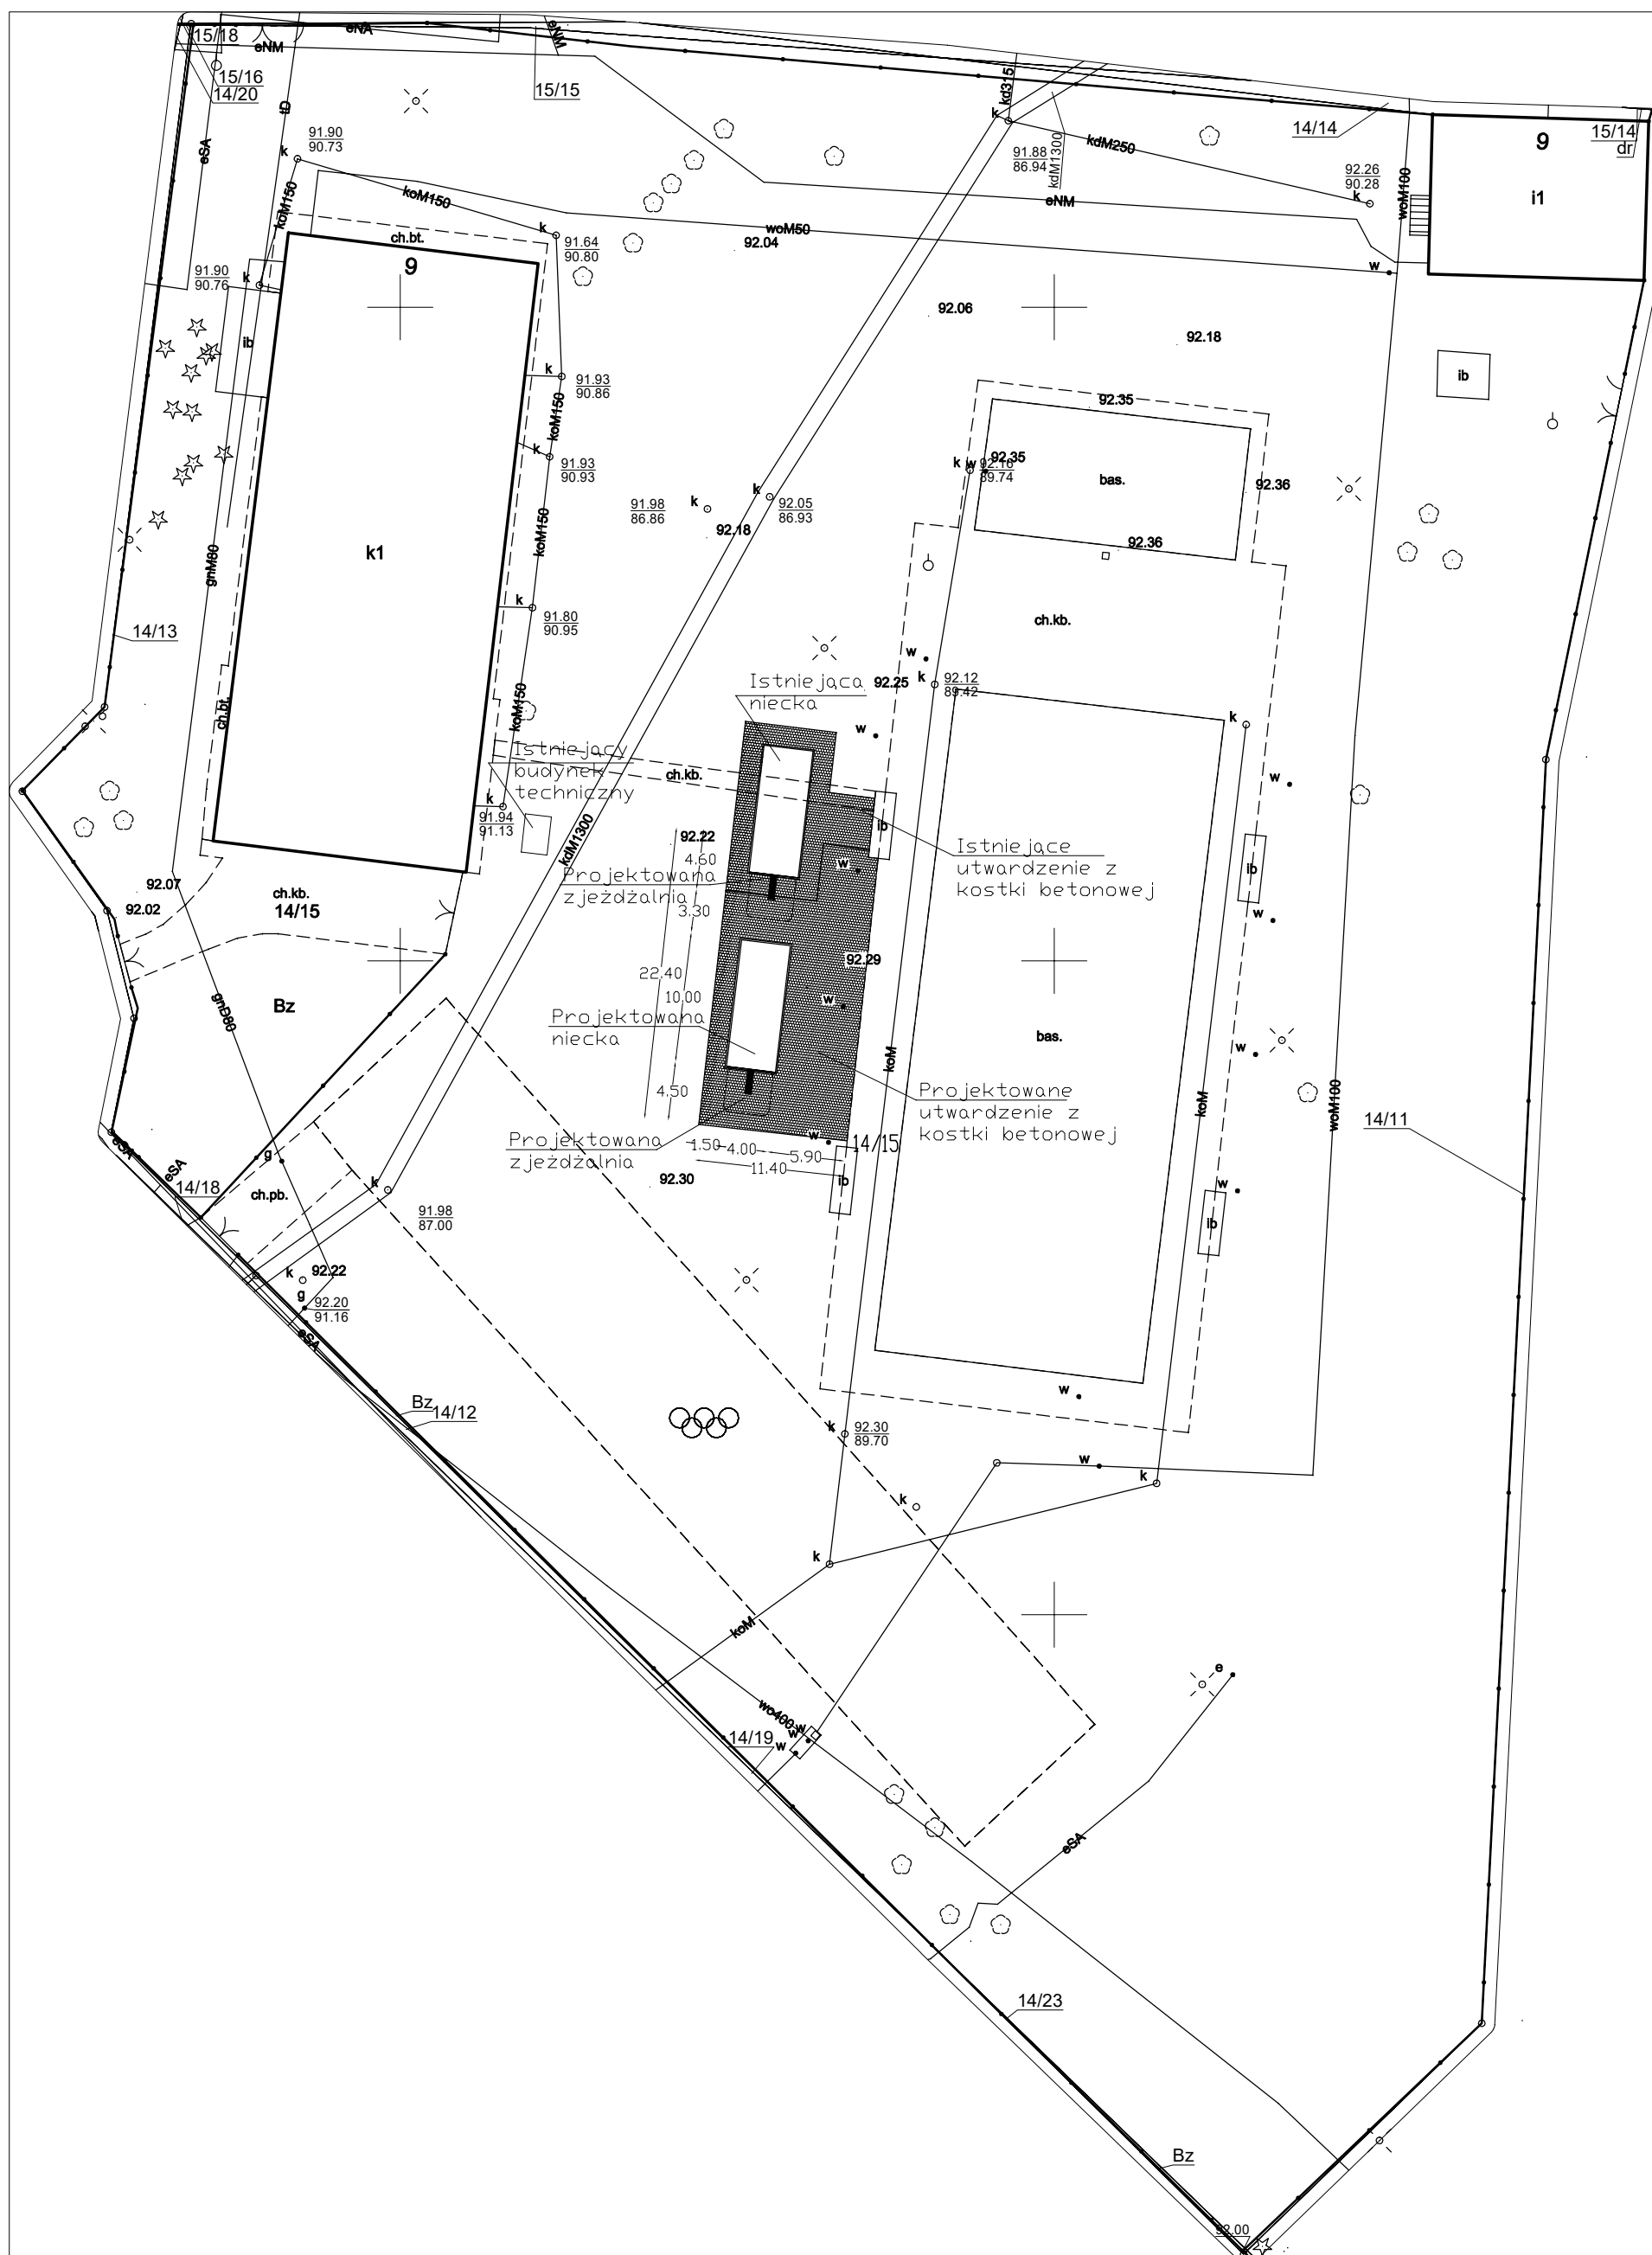 15/18
eNM
eNA
eNM
15/16
14/20
15/15
tD
eSA
kd315
k
14/14
15/14
dr
9
i1
91.90
90.73
k
koM150
koM150
91.88
86.94
kdM1300
kdM250
92.26
90.28
k
woM100
eNM
ch.bt.
9
k
91.64
90.80
woM50
92.04
w
91.90
90.76
k
ib
92.06
92.18
ib
k
91.93
90.86
koM150
92.35
k
91.93
90.93
k
w
92.16
89.74
92.35
bas.
92.36
91.98
86.86
k
k
92.05
86.93
92.18
92.36
k1
gnM80
koM150
k
91.80
90.95
ch.kb.
14/13
w
Istniejąca
niecka
92.25
k
92.12
89.42
ch.bt.
koM150
k
w
Istniejący
budynek
techniczny
ch.kb.
w
k
91.94
91.13
kdM1300
92.22
ib
4.60
Istniejące
utwardzenie z
kostki betonowej
w
ib
Projektowana
zjeżdżalnia
92.07
92.02
ch.kb.
14/15
3.30
w
92.29
22.40
10.00
Bz
gnD80
Projektowana
niecka
w
bas.
koM
w
4.50
Projektowane
utwardzenie z
kostki betonowej
koM
woM100
14/11
Projektowana
zjeżdżalnia
w
14/15
1.50
4.00
5.90
11.40
eSA
eSA
g
14/18
ch.pb.
92.30
ib
w
ib
91.98
87.00
k
92.22
g
92.20
91.16
eSA
Bz
14/12
w
k
92.30
89.70
w
k
k
k
koM
e
wo400
w
w
w
14/19
eSA
14/23
Bz
92.00